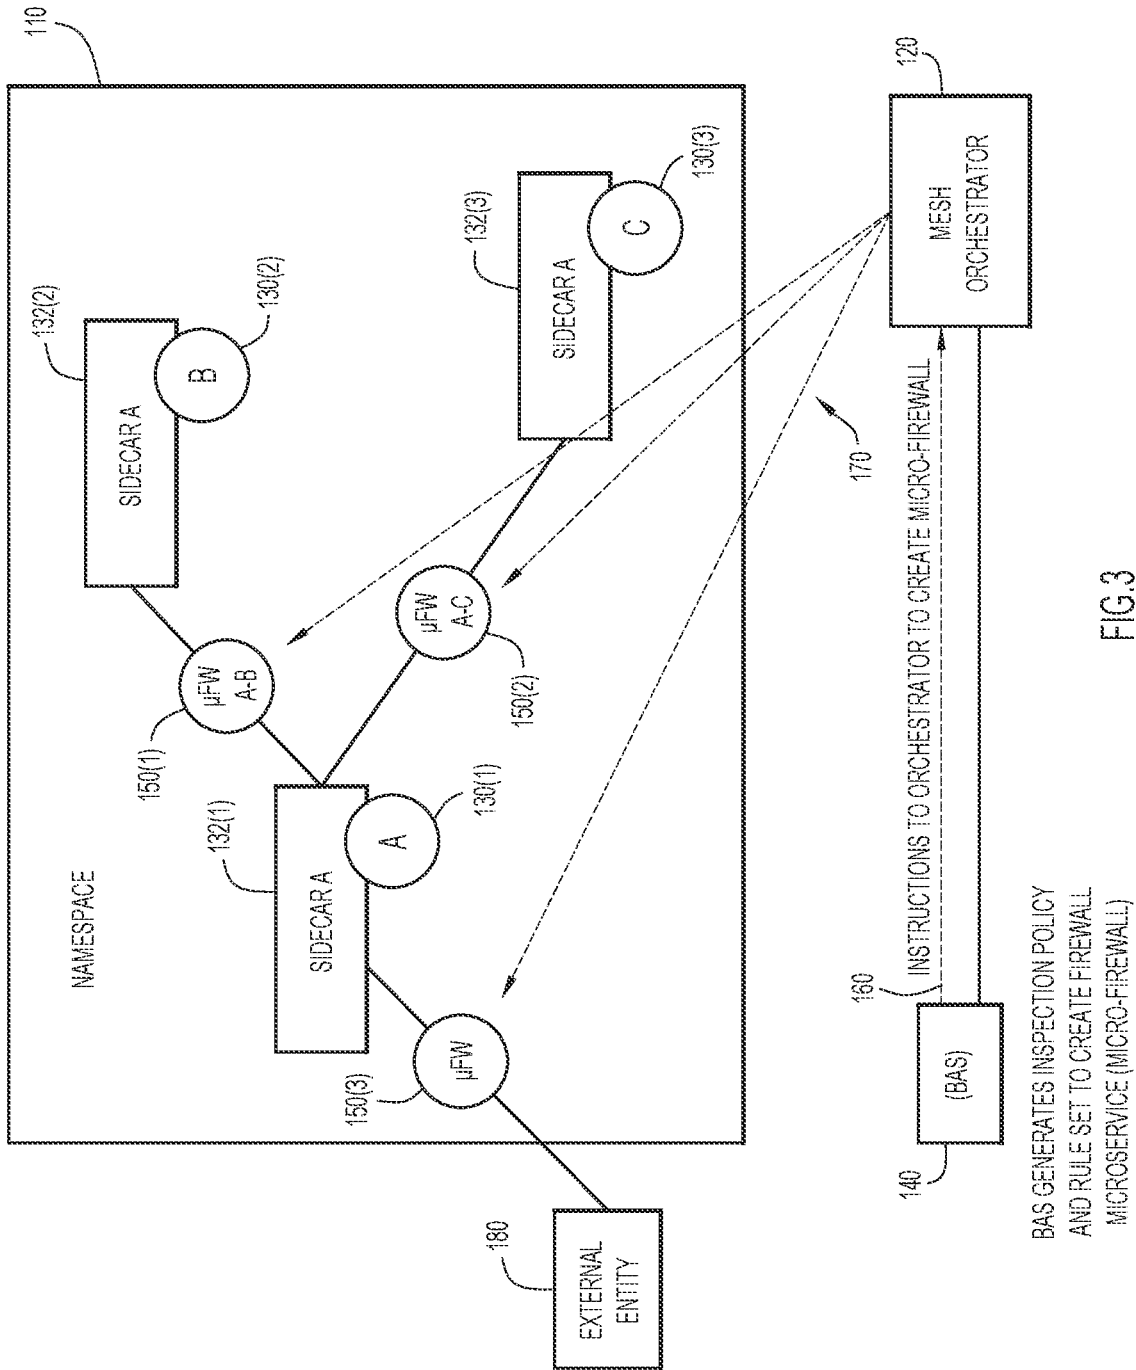 110
NAMESPACE
132(2)
SIDECAR A
B
130(2)
µFW
A-B
150(1)
132(1)
SIDECAR A
A
130(1)
µFW
A-C
150(2)
132(3)
SIDECAR A
C
130(3)
150(3)
µFW
180
EXTERNAL
ENTITY
170
120
MESH
ORCHESTRATOR
160
INSTRUCTIONS TO ORCHESTRATOR TO CREATE MICRO-FIREWALL
140
(BAS)
BAS GENERATES INSPECTION POLICY
AND RULE SET TO CREATE FIREWALL
MICROSERVICE (MICRO-FIREWALL)
FIG.3